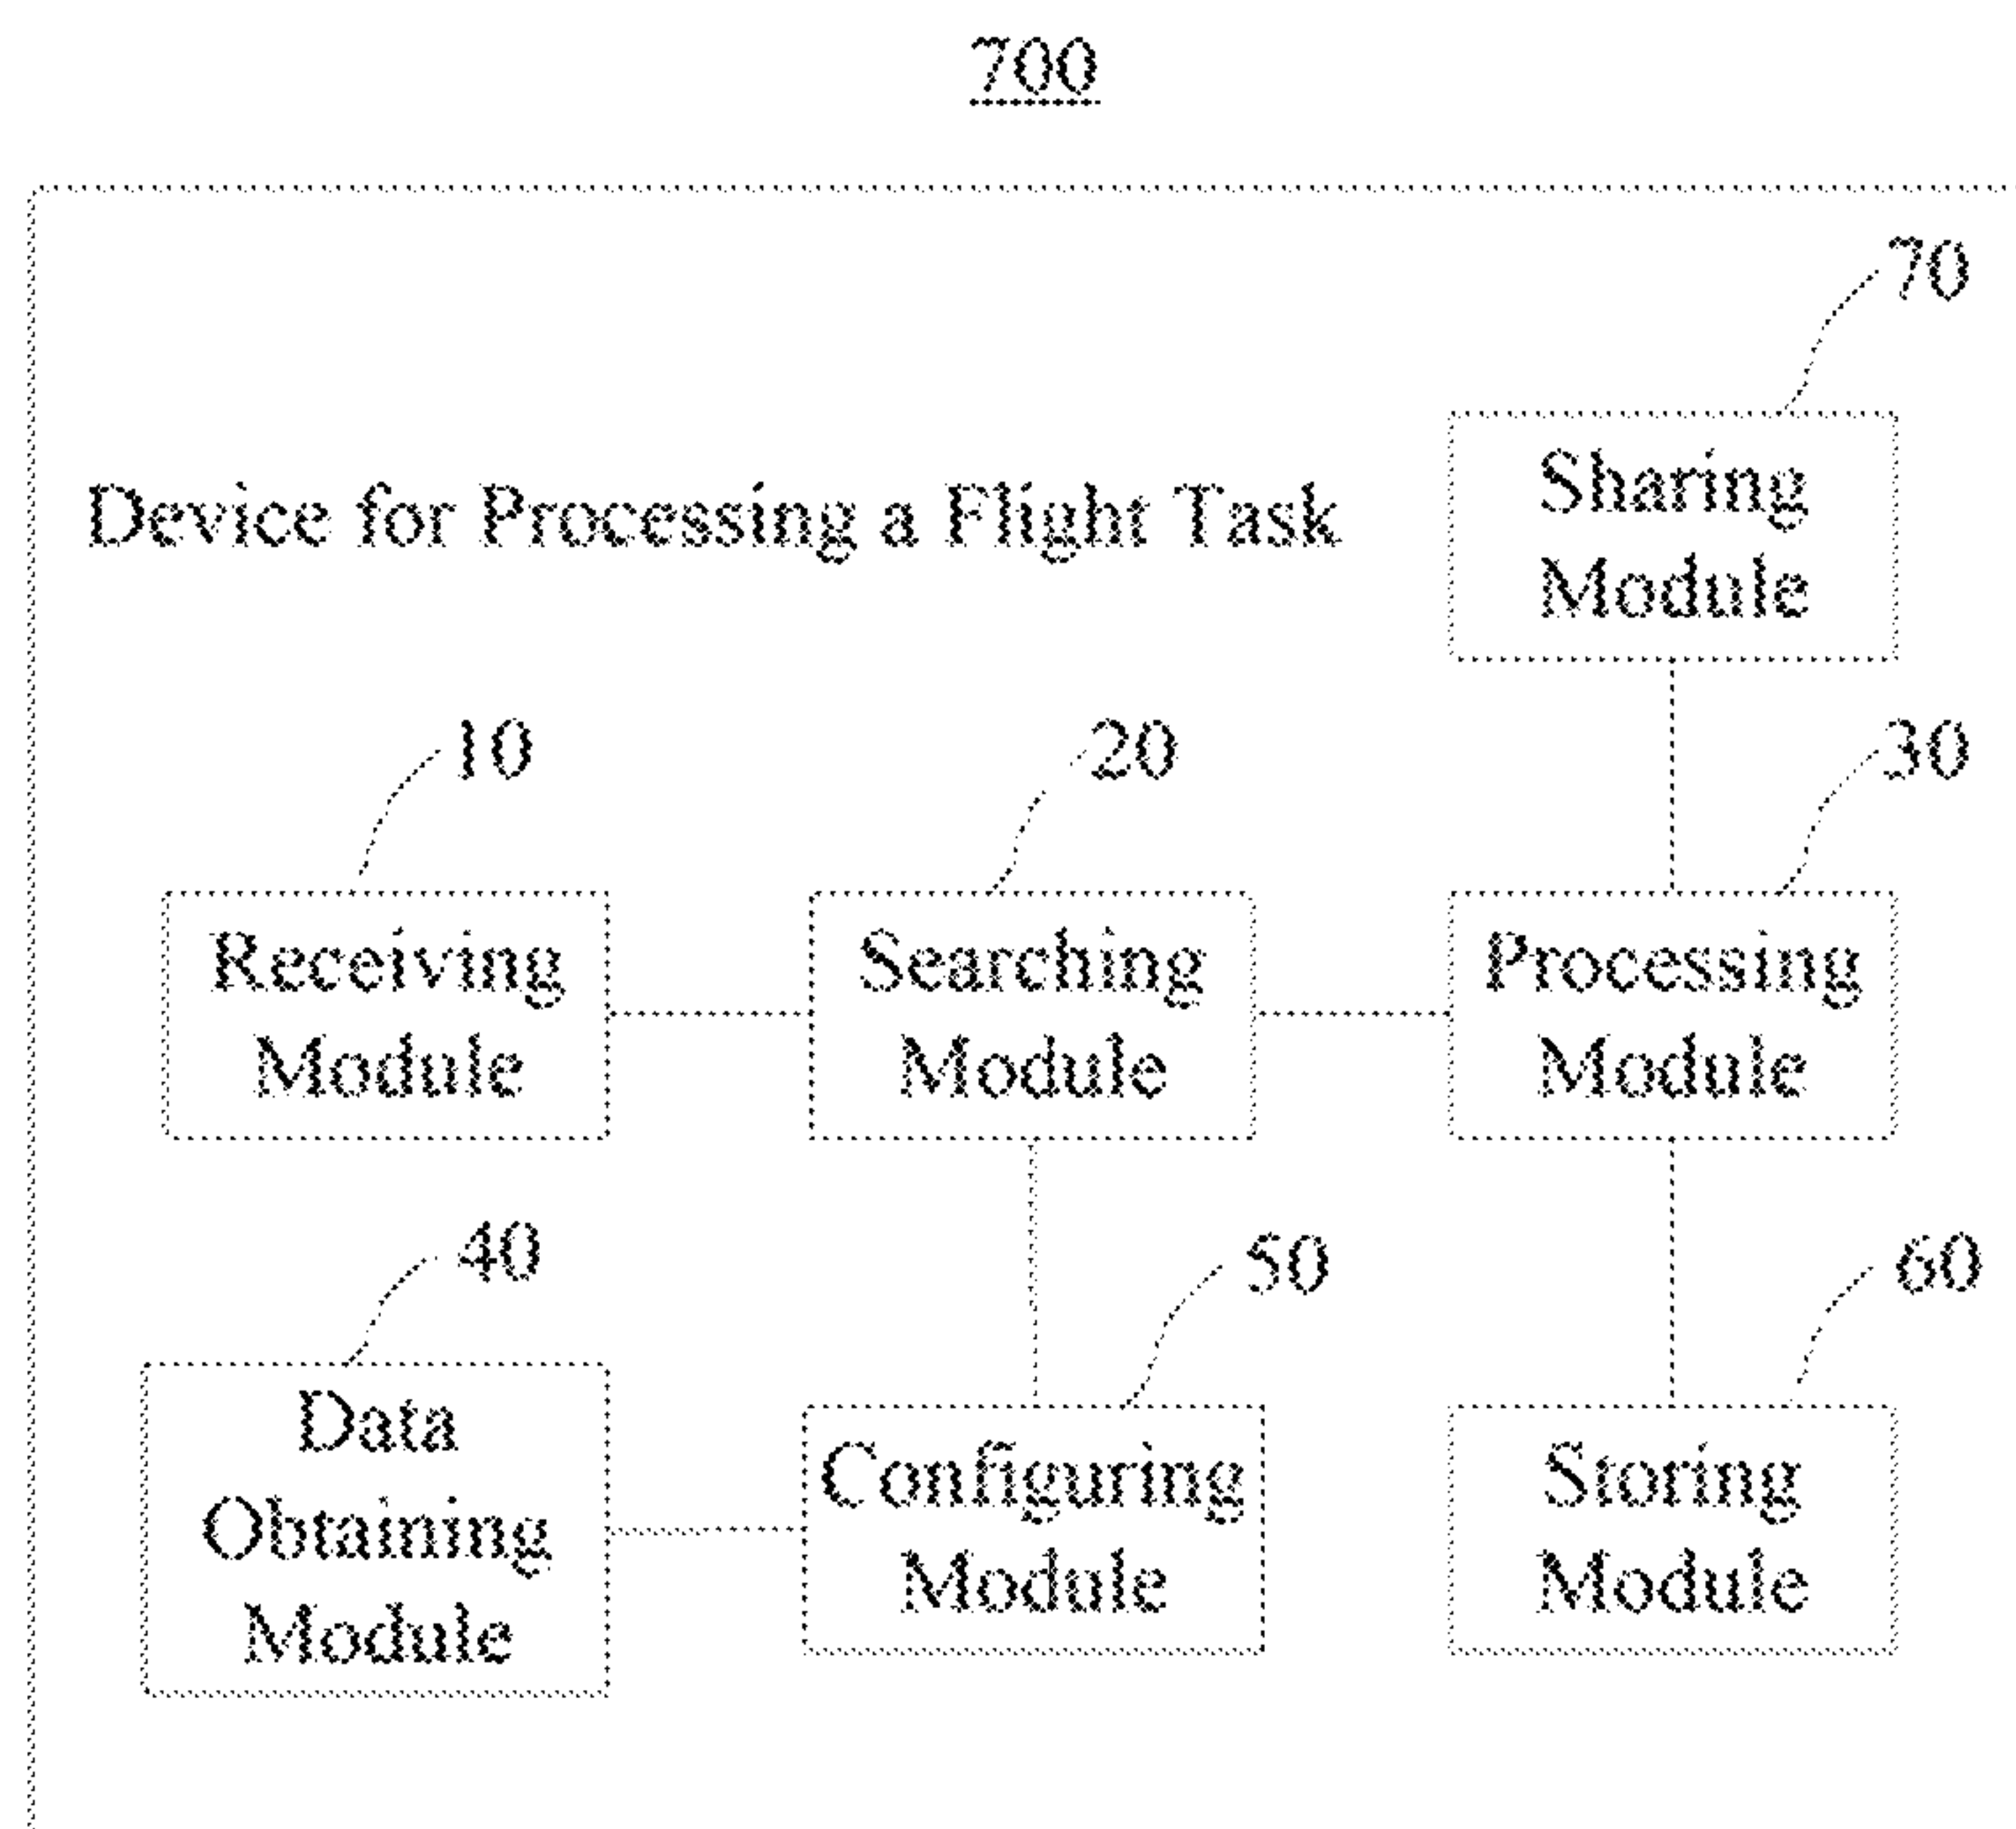 700
70
Sharing
Module
Device for Processing a Flight Task
10
20
30
Receiving
Module
Searching
Module
Processing
Module
40
50
60
Data
Obtaining
Module
Configuring
Module
Storing
Module